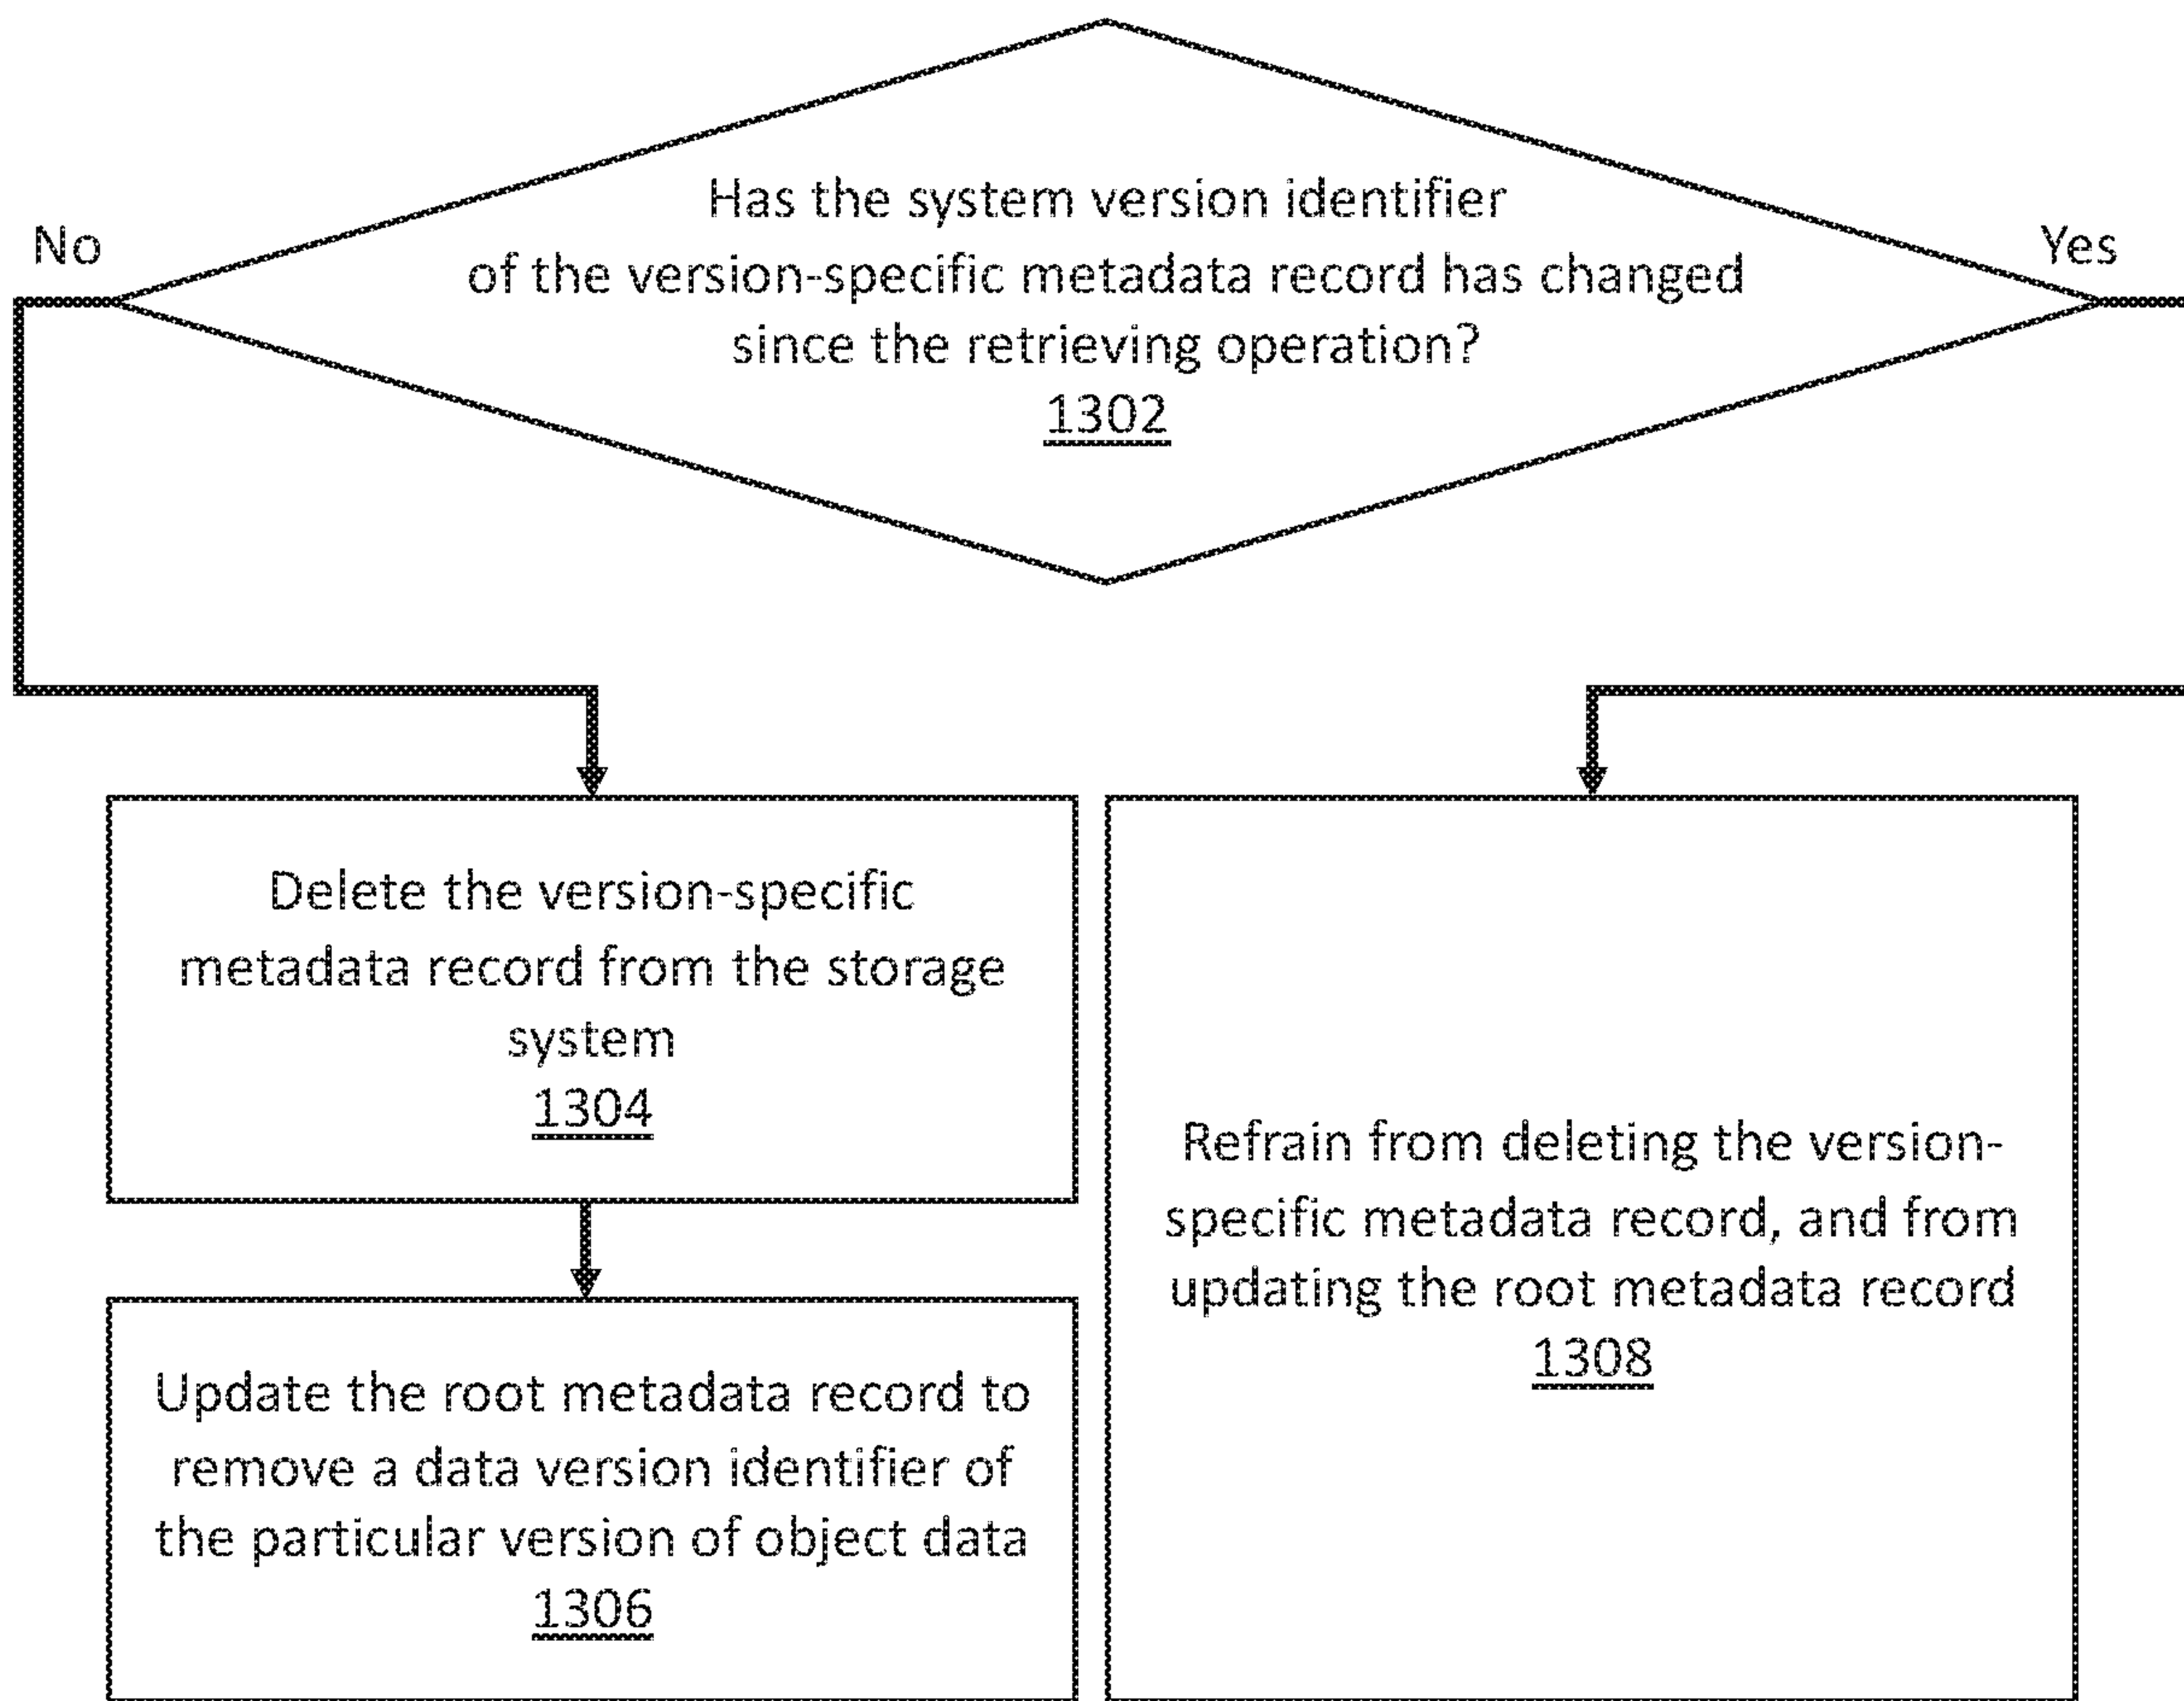 No
Yes
Has the system version identifier
of the version-specific metadata record has changed
since the retrieving operation?
1302
Delete the version-specific
metadata record from the storage
system
1304
Update the root metadata record to
remove a data version identifier of
the particular version of object data
1306
Refrain from deleting the version-
specific metadata record, and from
updating the root metadata record
1308